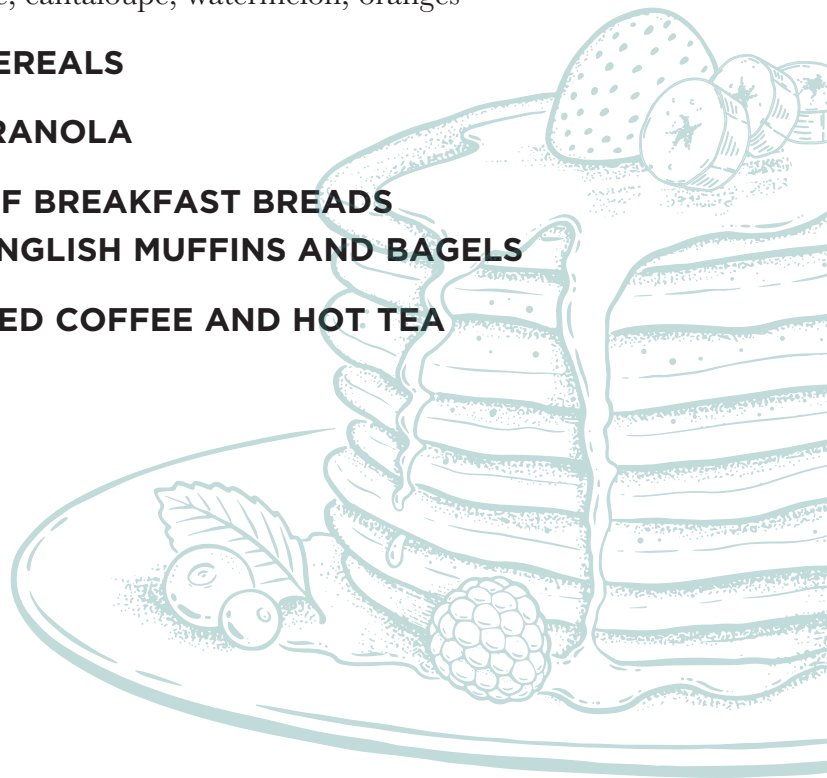 cantaloupe, watermelon, oranges
EREALS
RANOLA
F BREAKFAST BREADS
NGLISH MUFFINS AND BAGELS
ED COFFEE AND HOT TEA